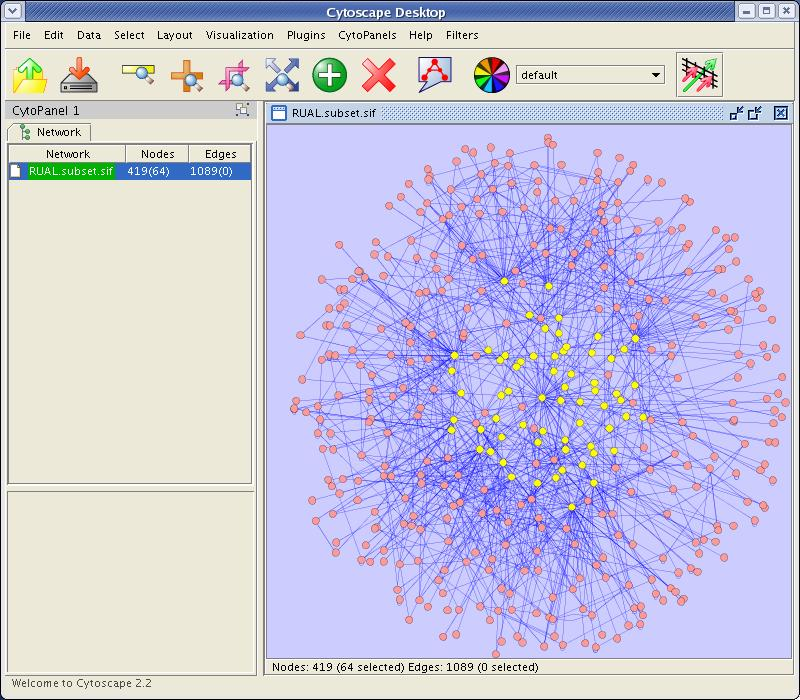 Cytoscape Desktop
File Edit Data Select Layout Visualization Plugins CytoPanels Help Filters
default
CytoPanel 1
RUAL.subset.sif
Network
Network Nodes Edges
RUAL.subset.sif 419(64) 1089(0)
Nodes: 419 (64 selected) Edges: 1089 (0 selected)
Welcome to Cytoscape 2.2